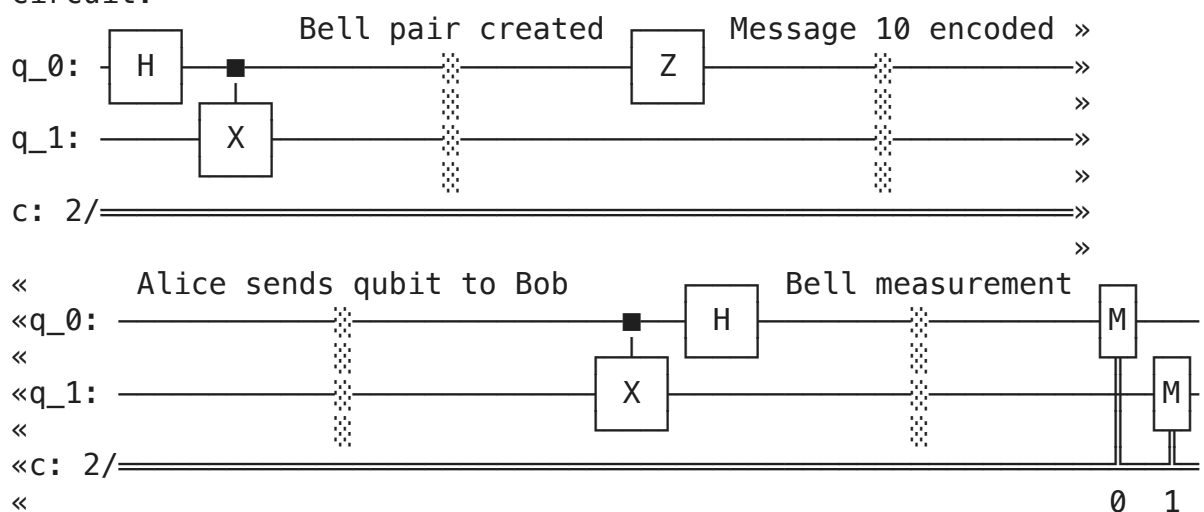 Circuit:
Bell pair created Message 10 encoded »
q_0: H ■ Z »
»
q_1: X »
»
c: 2/ »
»
« Alice sends qubit to Bob Bell measurement
«q_0: ■ H M
«
«q_1: X M
«
«c: 2/
« 0 1